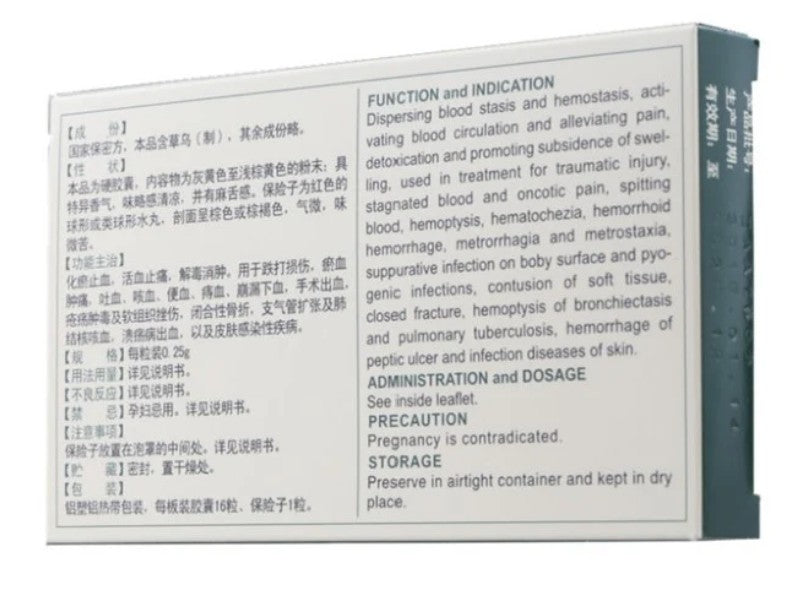 【成 份】
国家保密方，本品含草乌（制），其余成份略。
【性 状】
本品为硬胶囊，内容物为灰黄色至浅棕黄色的粉末；具
特异香气，味略感清凉，并有麻舌感。保险子为红色的
球形或类球形水丸，剖面呈棕色或棕褐色，气微，味
微苦。
【功能主治】
化瘀止血，活血止痛，解毒消肿。用于跌打损伤，瘀血
肿痛，吐血、咳血、便血、痔血、崩漏下血，手术出血，
疮疡肿毒及软组织挫伤，闭合性骨折，支气管扩张及肺
结核咳血，溃疡病出血，以及皮肤感染性疾病。
【规 格】每粒装0.25g
【用法用量】详见说明书。
【不良反应】详见说明书。
【禁 忌】孕妇忌用。详见说明书。
【注意事项】
保险子放置在泡罩的中间处。详见说明书。
【贮 藏】密封，置干燥处。
【包 装】
铝塑铝热带包装，每板装胶囊16粒、保险子1粒。
FUNCTION and INDICATION
Dispersing blood stasis and hemostasis, acti-
vating blood circulation and alleviating pain,
detoxication and promoting subsidence of swel-
ling, used in treatment for traumatic injury,
stagnated blood and oncotic pain, spitting
blood, hemoptysis, hematochezia, hemorrhoid
hemorrhage, metrorrhagia and metrostaxia,
suppurative infection on boby surface and pyo-
genic infections, contusion of soft tissue,
closed fracture, hemoptysis of bronchiectasis
and pulmonary tuberculosis, hemorrhage of
peptic ulcer and infection diseases of skin.
ADMINISTRATION and DOSAGE
See inside leaflet.
PRECAUTION
Pregnancy is contradicated.
STORAGE
Preserve in airtight container and kept in dry
place.
产品批号：
生产日期：
有效期：至